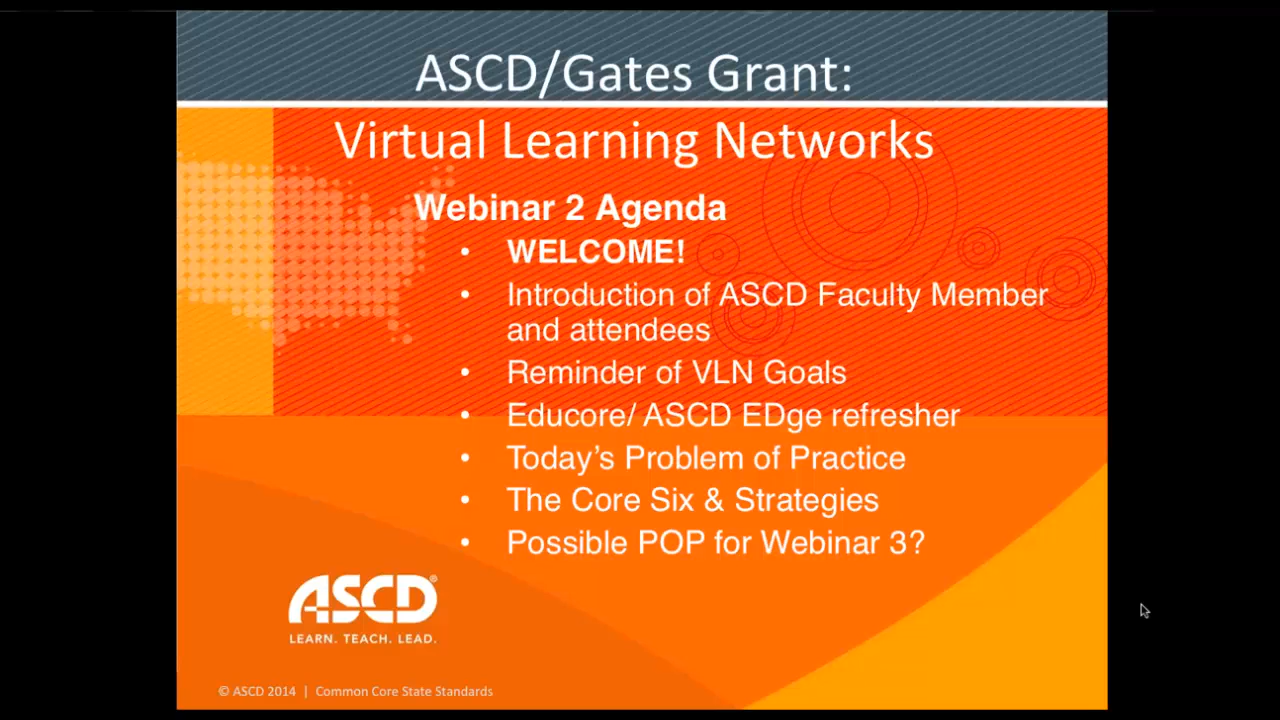 ASCD/Gates Grant:
Virtual Learning Networks
Webinar 2 Agenda
• WELCOME!
• Introduction of ASCD Faculty Member
and attendees
• Reminder of VLN Goals
• Educore/ ASCD EDge refresher
• Today’s Problem of Practice
• The Core Six & Strategies
• Possible POP for Webinar 3?
ASCD®
LEARN. TEACH. LEAD.
© ASCD 2014 | Common Core State Standards